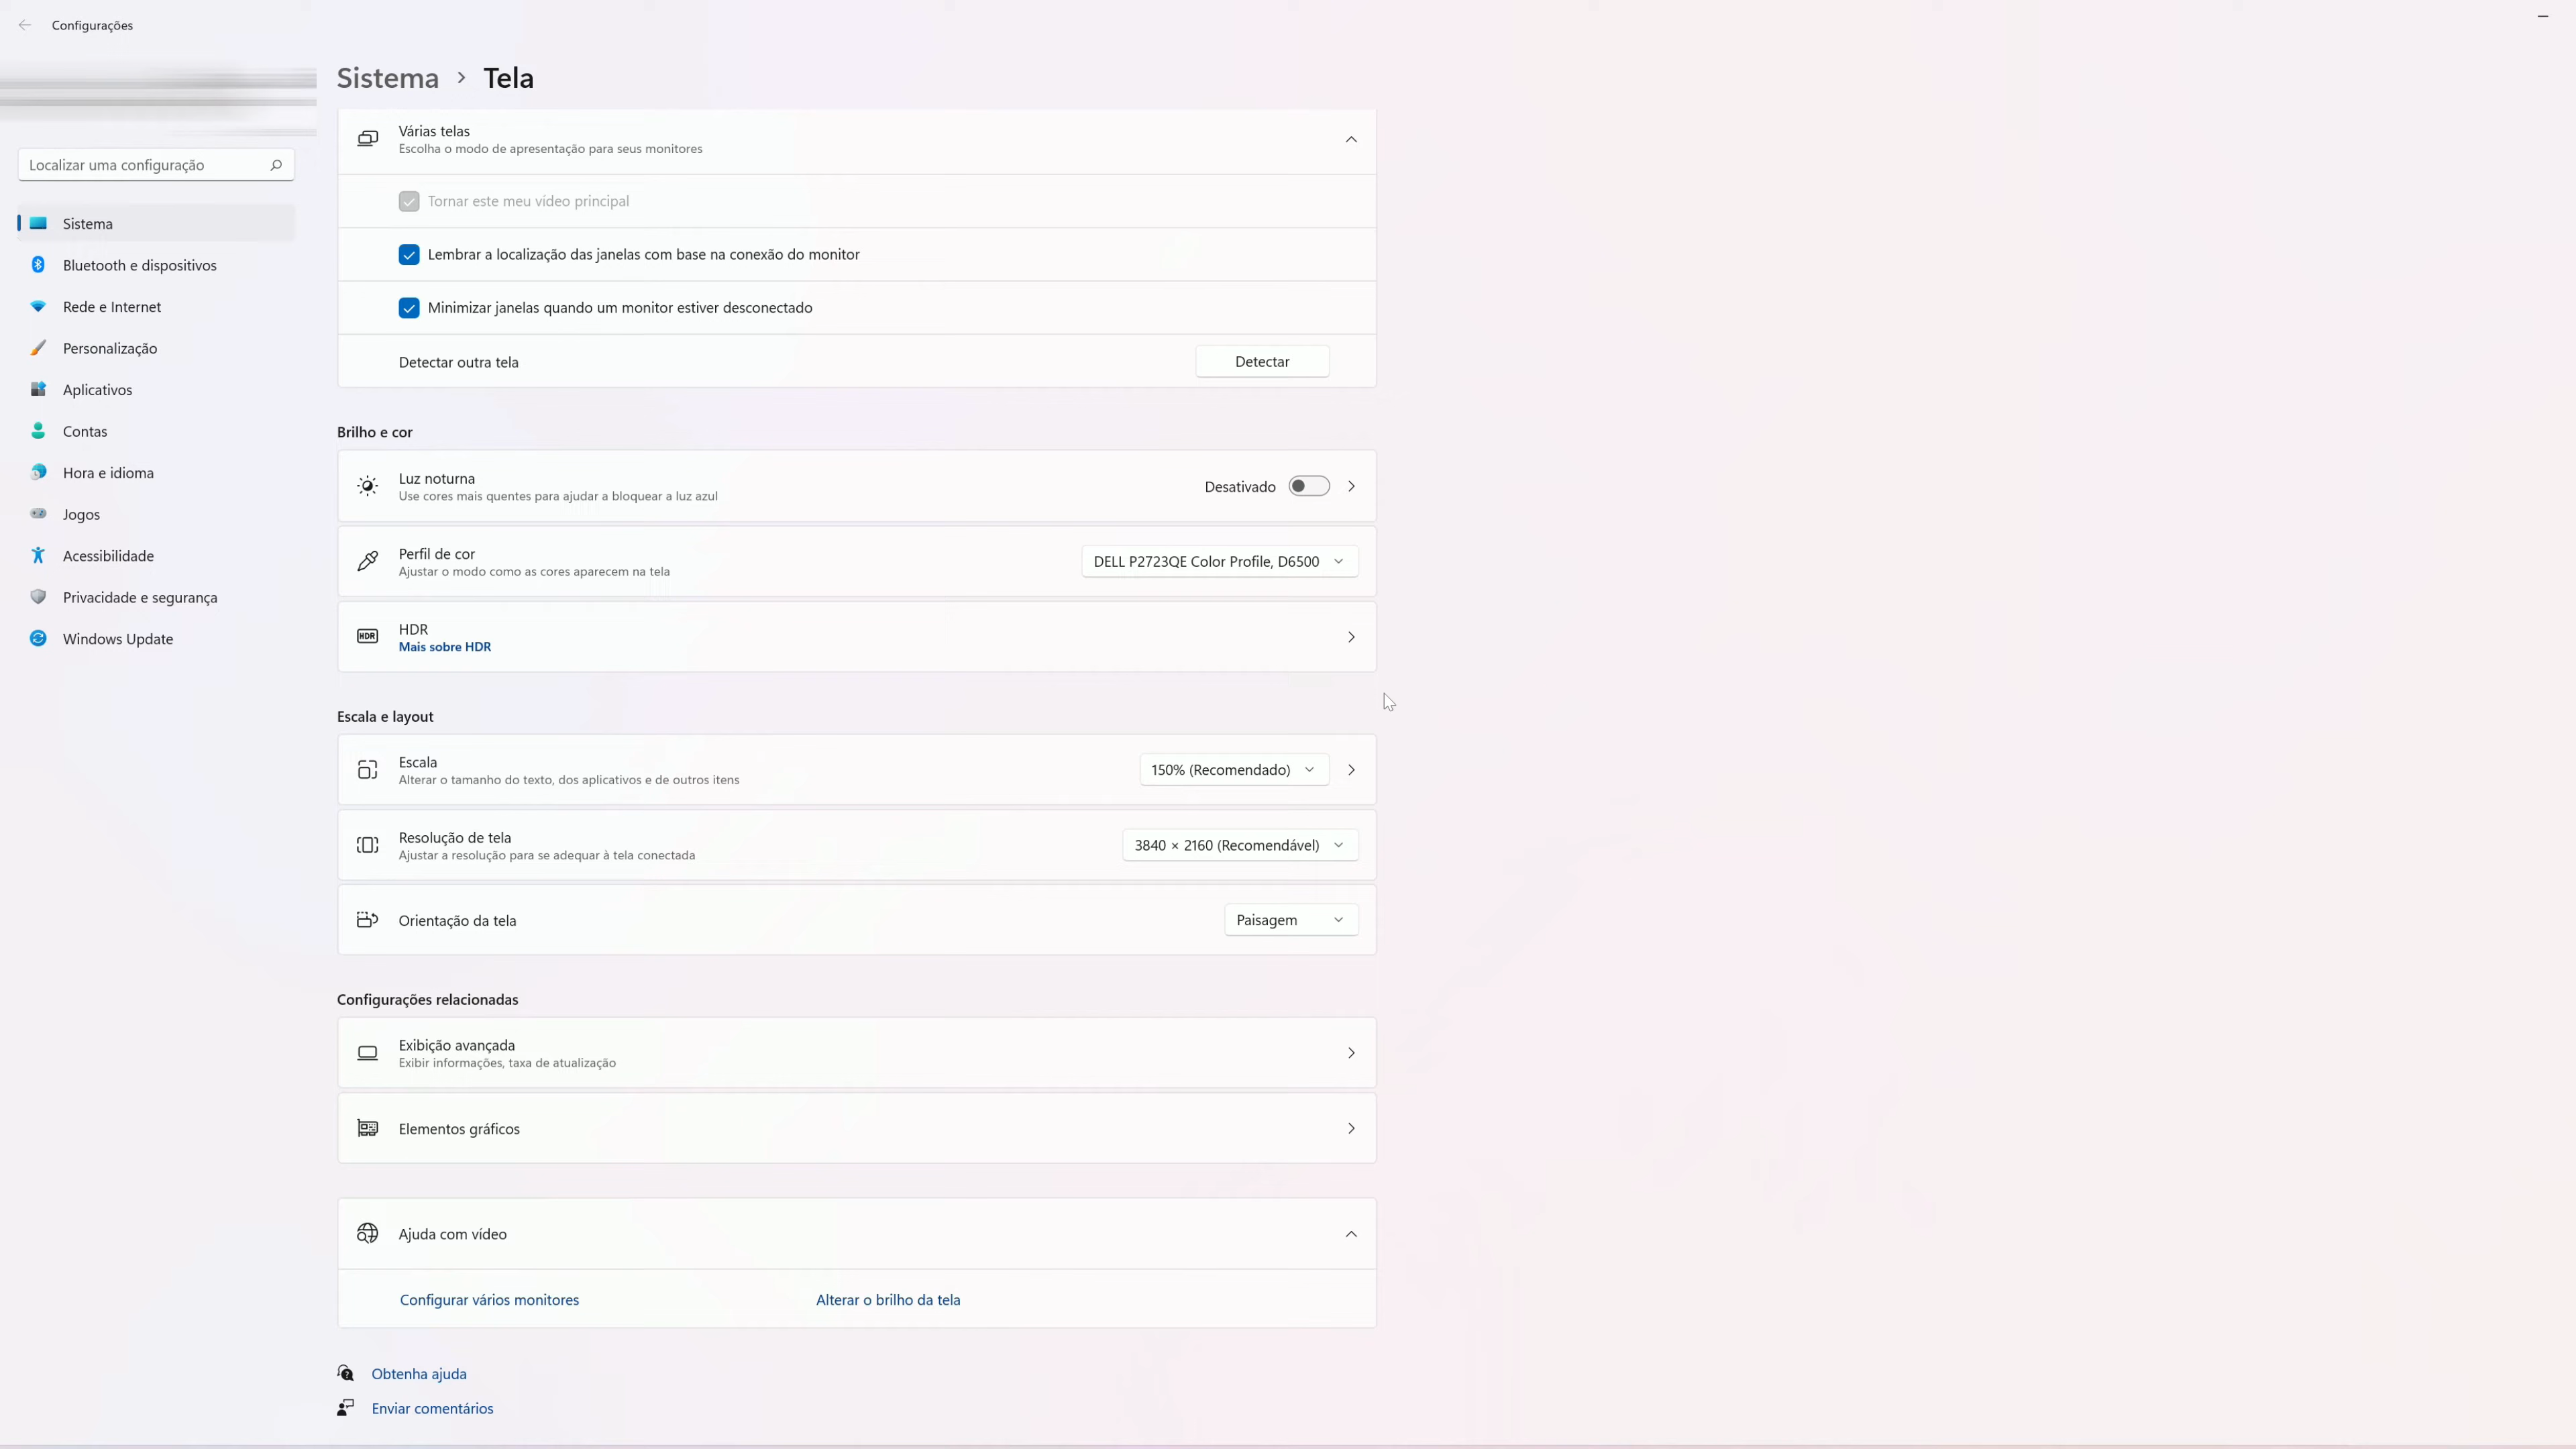 Configurações
Sistema › Tela
Localizar uma configuração
Sistema
Bluetooth e dispositivos
Rede e Internet
Personalização
Aplicativos
Contas
Hora e idioma
Jogos
Acessibilidade
Privacidade e segurança
Windows Update
Várias telas
Escolha o modo de apresentação para seus monitores
Tornar este meu vídeo principal
Lembrar a localização das janelas com base na conexão do monitor
Minimizar janelas quando um monitor estiver desconectado
Detectar outra tela Detectar
Brilho e cor
Luz noturna
Use cores mais quentes para ajudar a bloquear a luz azul
Desativado
Perfil de cor
Ajustar o modo como as cores aparecem na tela
DELL P2723QE Color Profile, D6500
HDR
HDR
Mais sobre HDR
Escala e layout
Escala
Alterar o tamanho do texto, dos aplicativos e de outros itens
150% (Recomendado)
Resolução de tela
Ajustar a resolução para se adequar à tela conectada
3840 × 2160 (Recomendável)
Orientação da tela Paisagem
Configurações relacionadas
Exibição avançada
Exibir informações, taxa de atualização
Elementos gráficos
Ajuda com vídeo
Configurar vários monitores Alterar o brilho da tela
Obtenha ajuda
Enviar comentários